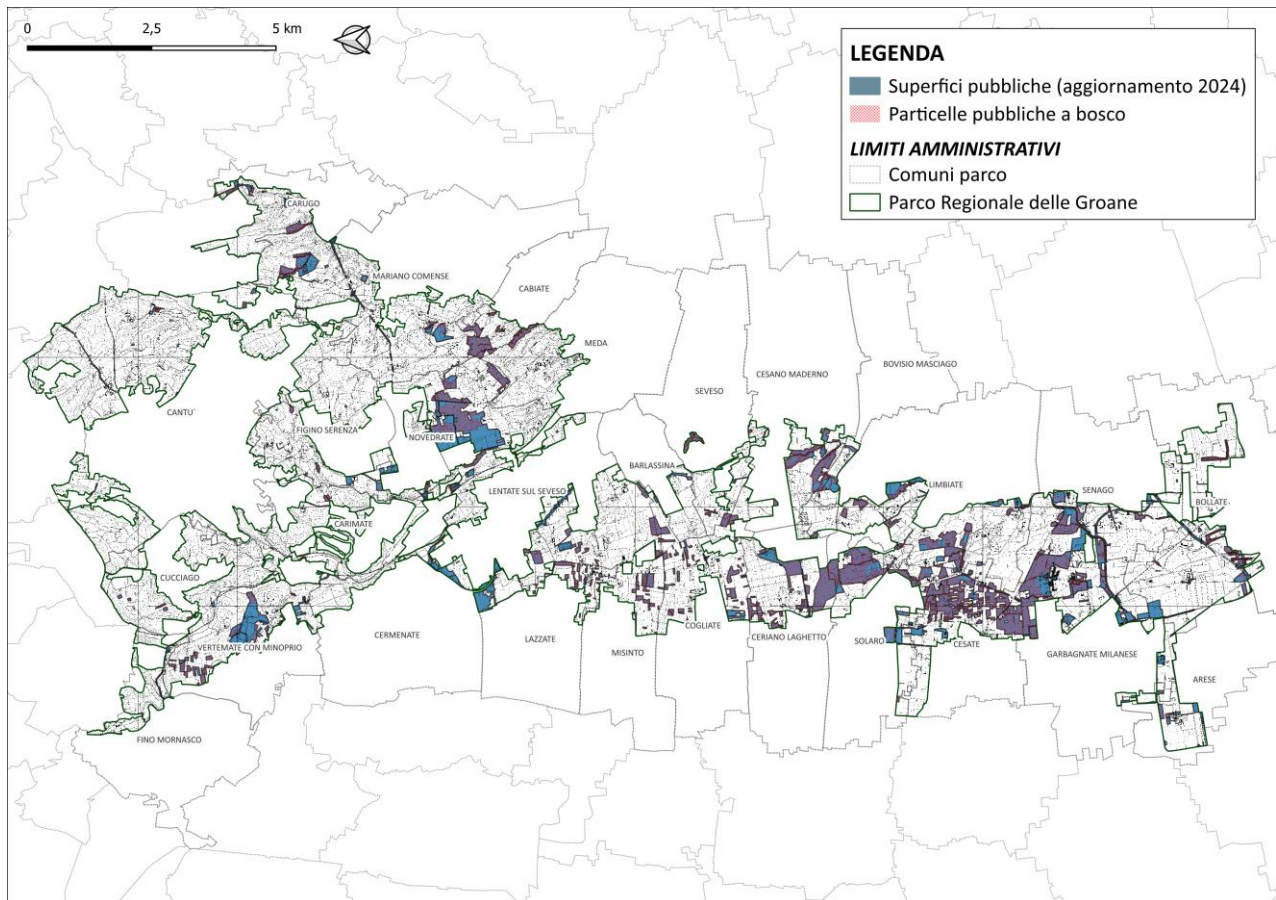 0 2,5 5 km
LEGENDA
Superfici pubbliche (aggiornamento 2024)
Particelle pubbliche a bosco
LIMITI AMMINISTRATIVI
Comuni parco
Parco Regionale delle Groane
CARUGO
MARIANO COMENSE
CABIATE
MEDA
CESANO MADERNO
BOVISIO MASCIAGO
SEVESO
CANTU`
FIGINO SERENZA
NOVEDRATE
BARLASSINA
LENTATE SUL SEVESO
LIMBIATE
SENAGO
BOLLATE
CARIMATE
CUCCIAGO
CERMENATE
LAZZATE
MISINTO
COGLIATE
CERIANO LAGHETTO
SOLARO
CESATE
GARBAGNATE MILANESE
VERTEMATE CON MINOPRIO
ARESE
FINO MORNASCO